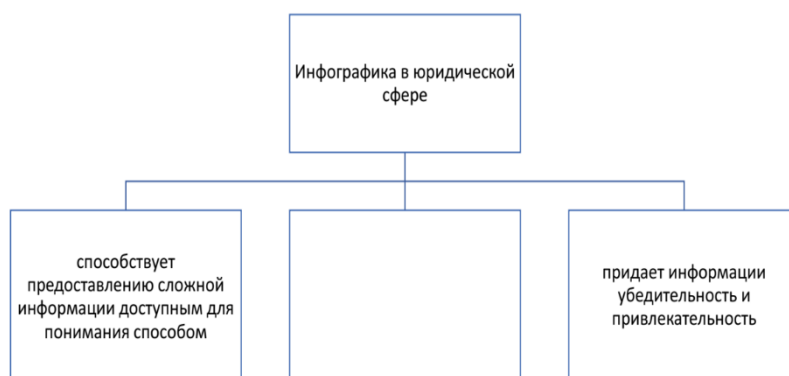 Инфографика в юридической
сфере
способствует
предоставлению сложной
информации доступным для
понимания способом
придает информации
убедительность и
привлекательность